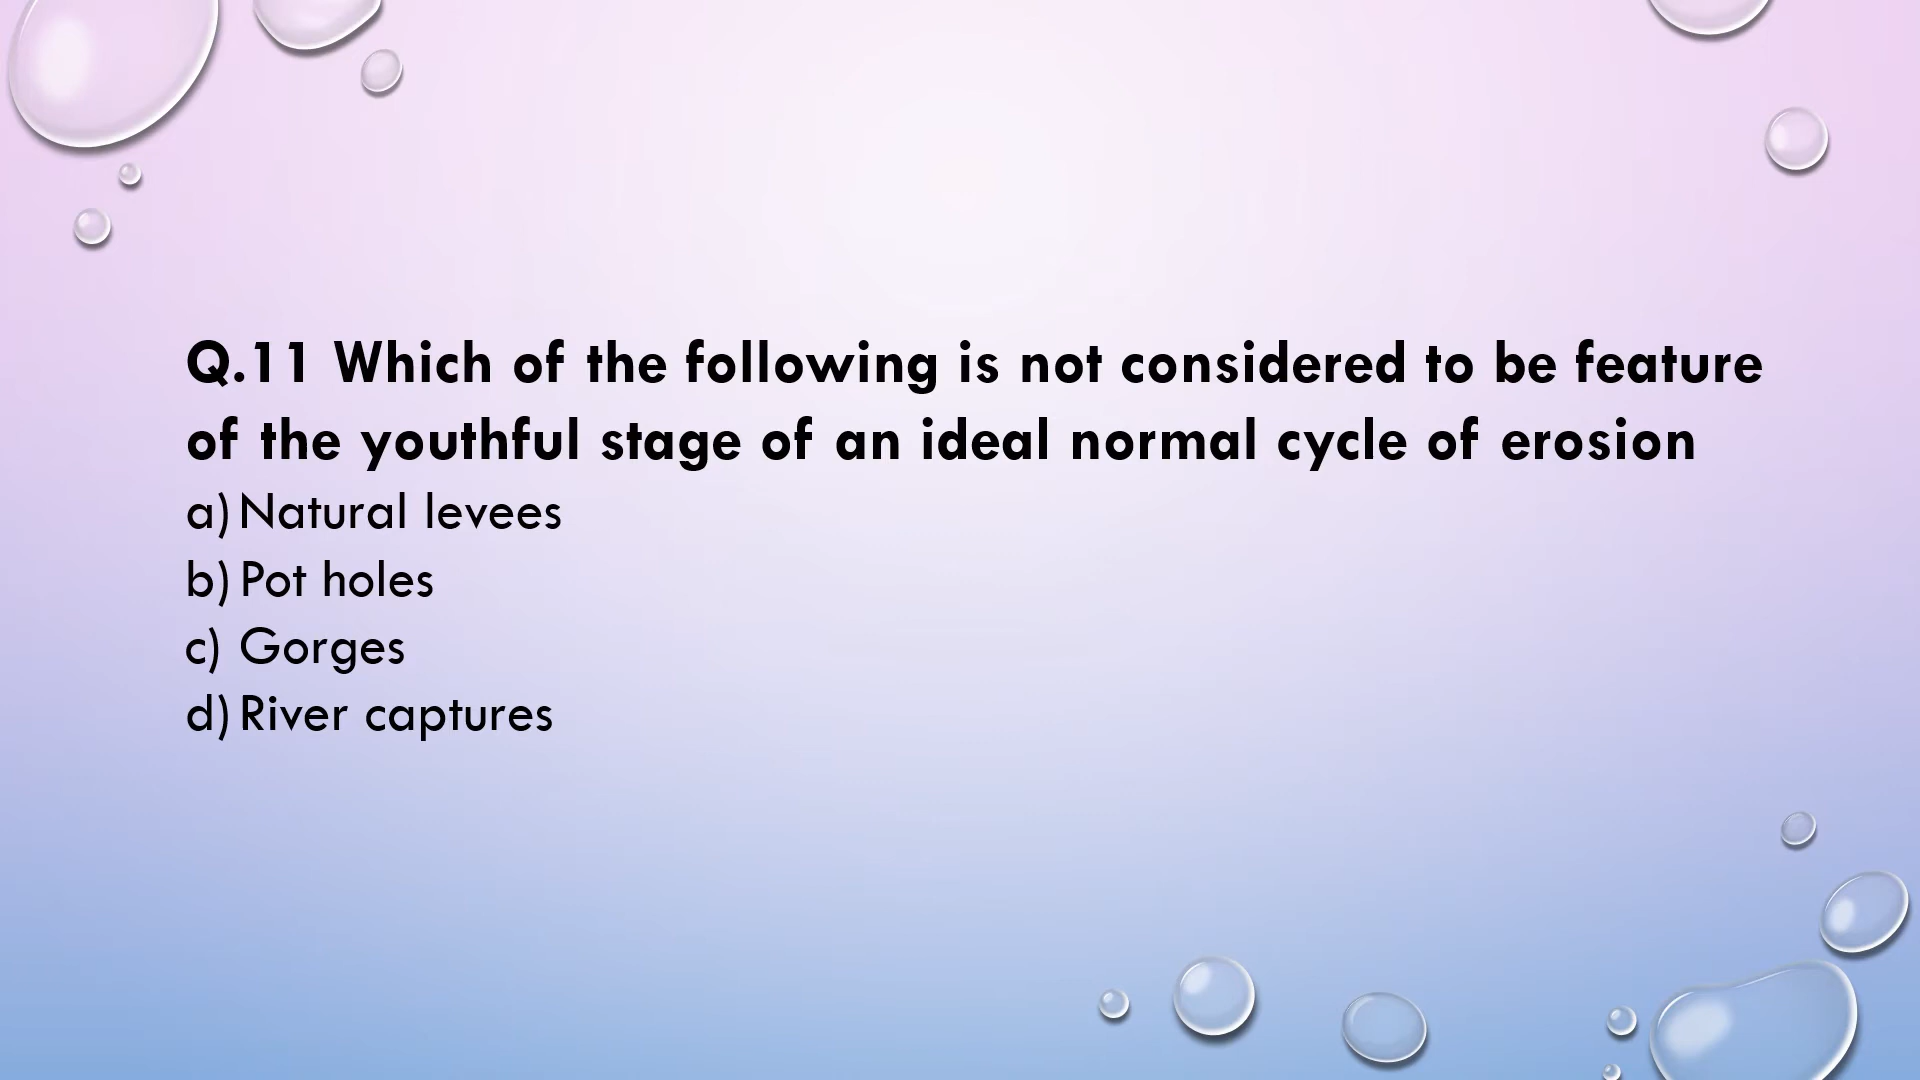 Q.11 Which of the following is not considered to be feature
of the youthful stage of an ideal normal cycle of erosion
a) Natural levees
b) Pot holes
c) Gorges
d) River captures